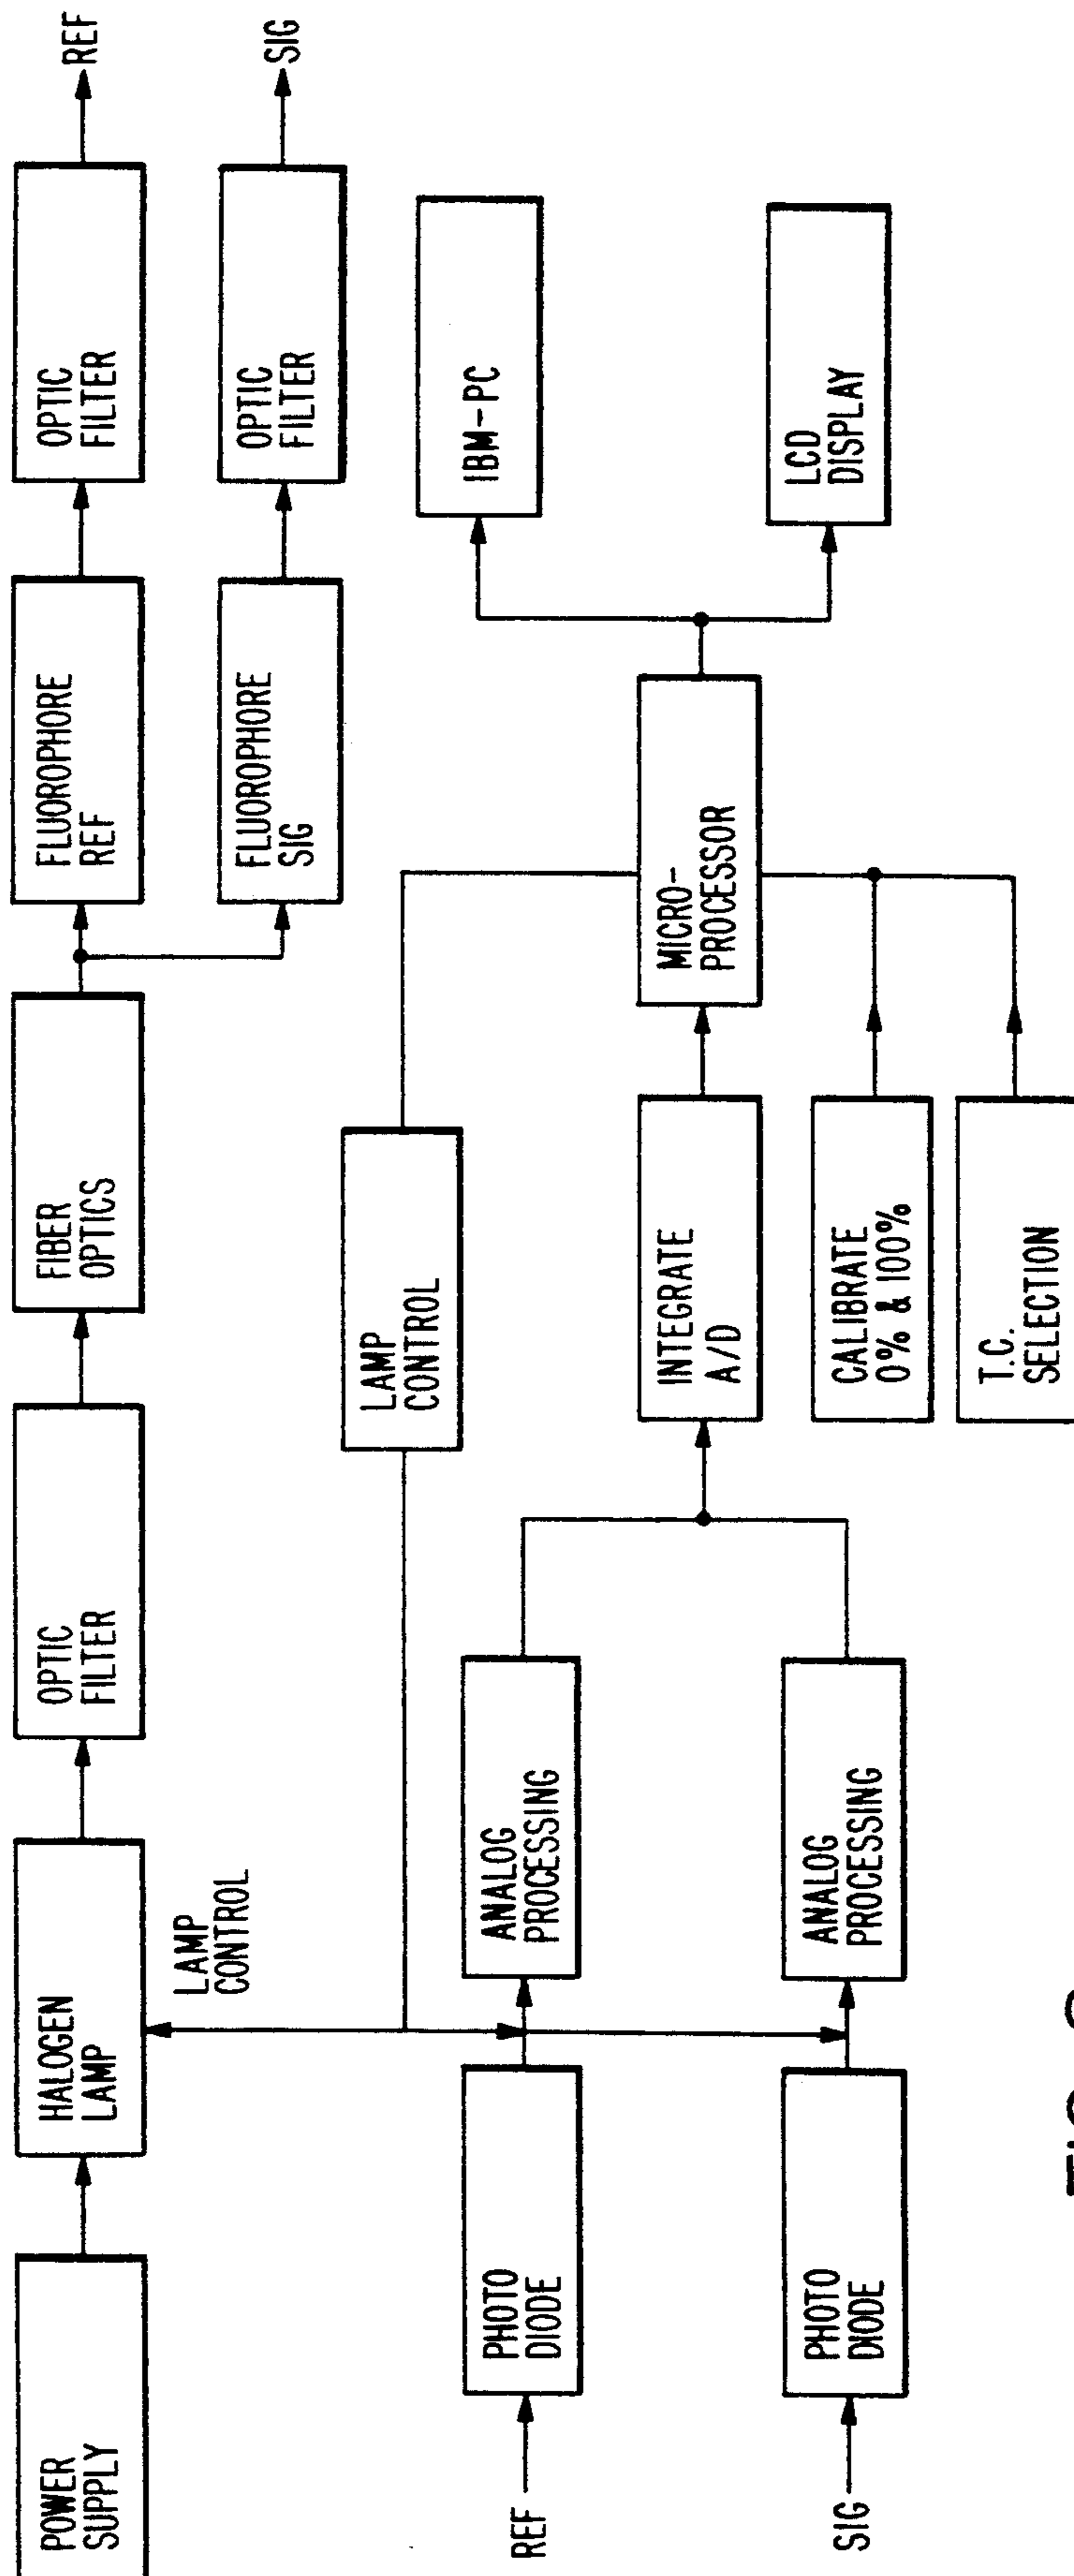 POWER
SUPPLY
HALOGEN
LAMP
OPTIC
FILTER
FIBER
OPTICS
FLUOROPHORE
REF
OPTIC
FILTER
REF
FLUOROPHORE
SIG
OPTIC
FILTER
SIG
LAMP
CONTROL
LAMP
CONTROL
REF
PHOTO
DIODE
ANALOG
PROCESSING
SIG
PHOTO
DIODE
ANALOG
PROCESSING
INTEGRATE
A/D
MICRO-
PROCESSOR
IBM-PC
LCD
DISPLAY
CALIBRATE
0% & 100%
T.C.
SELECTION